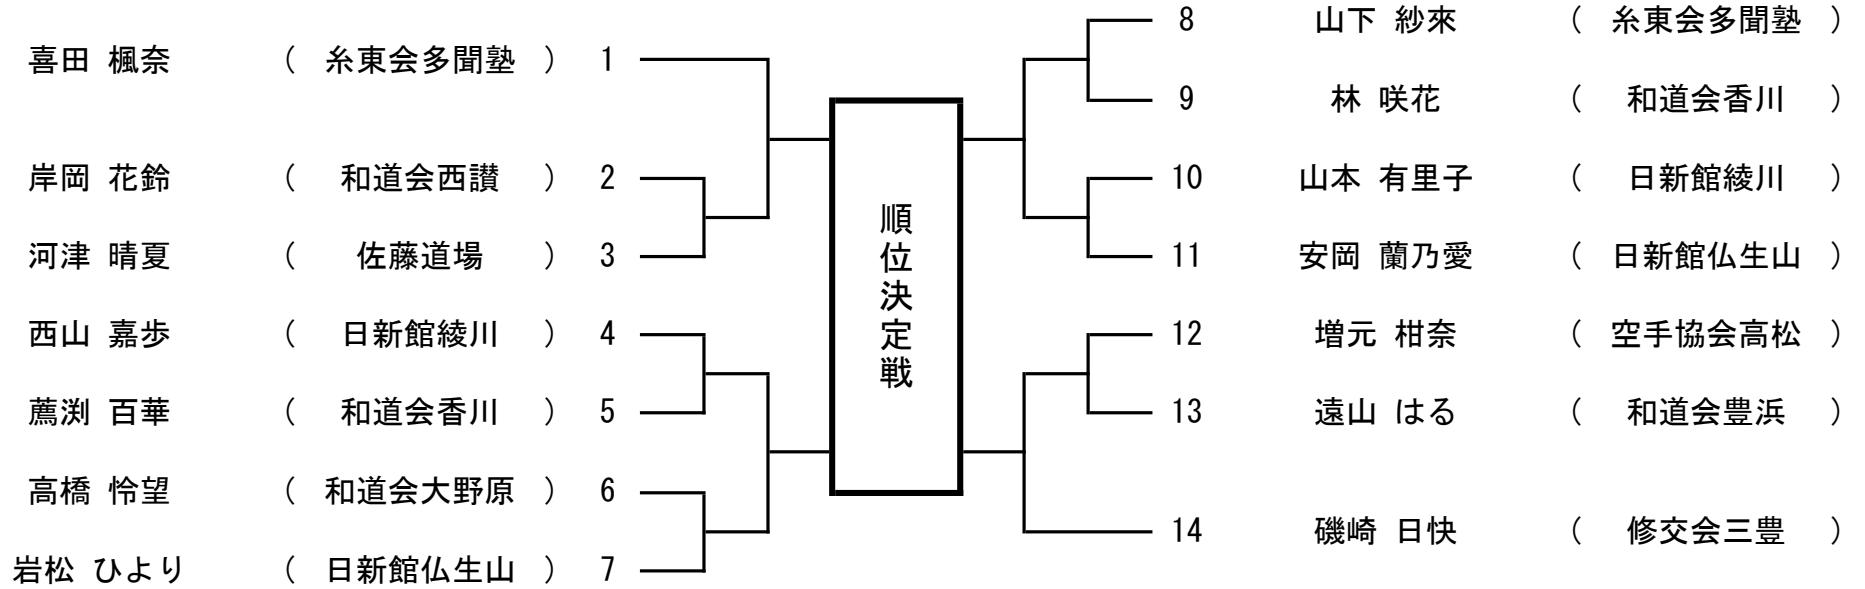 喜田 楓奈 ( 糸東会多聞塾 ) 1
岸岡 花鈴 ( 和道会西讃 ) 2
河津 晴夏 ( 佐藤道場 ) 3
西山 嘉歩 ( 日新館綾川 ) 4
薦渕 百華 ( 和道会香川 ) 5
高橋 怜望 ( 和道会大野原 ) 6
岩松 ひより ( 日新館仏生山 ) 7
順位決定戦
8 山下 紗來 ( 糸東会多聞塾 )
9 林 咲花 ( 和道会香川 )
10 山本 有里子 ( 日新館綾川 )
11 安岡 蘭乃愛 ( 日新館仏生山 )
12 増元 柑奈 ( 空手協会高松 )
13 遠山 はる ( 和道会豊浜 )
14 磯崎 日快 ( 修交会三豊 )